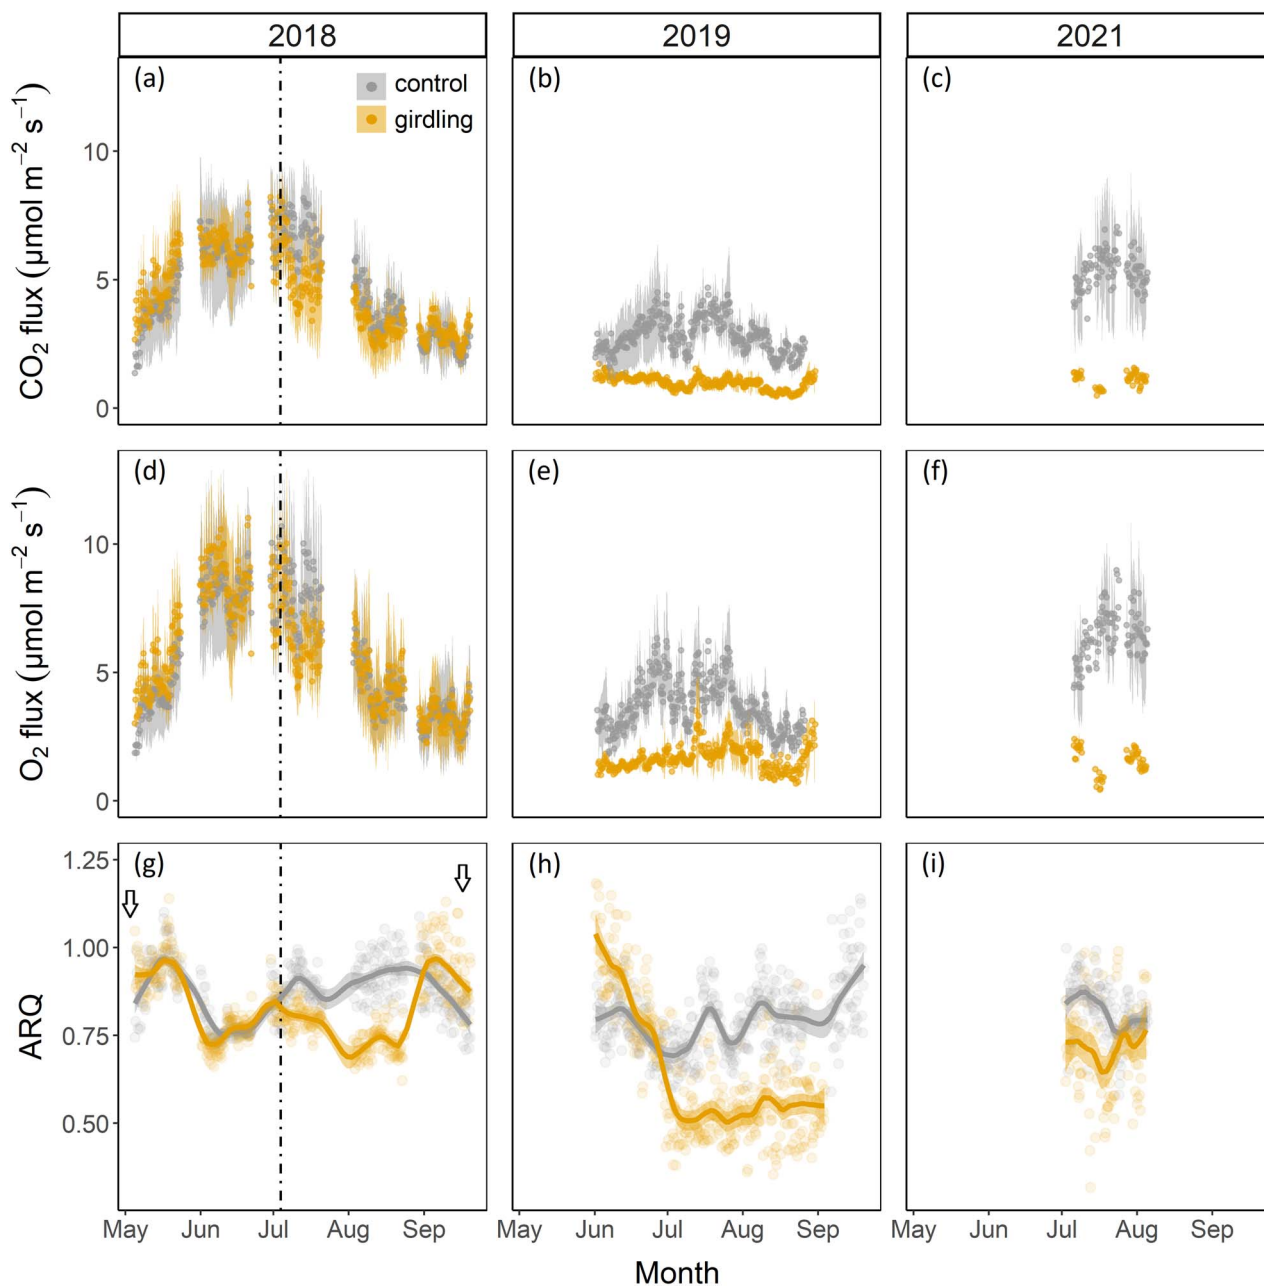 2018 2019 2021
(a) (b) (c)
control
girdling
CO₂ flux (μmol m⁻² s⁻¹)
10
5
0
(d) (e) (f)
O₂ flux (μmol m⁻² s⁻¹)
10
5
0
(g) (h) (i)
ARQ
1.25
1.00
0.75
0.50
May Jun Jul Aug Sep May Jun Jul Aug Sep May Jun Jul Aug Sep
Month